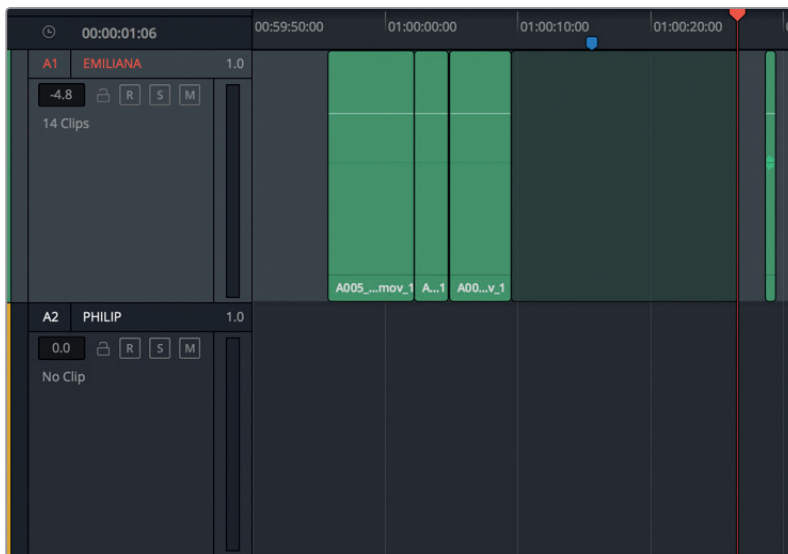 00:00:01:06
00:59:50:00 01:00:00:00 01:00:10:00 01:00:20:00
A1 EMILIANA 1.0
-4.8 R S M
14 Clips
A005_...mov_1 A...1 A00...v_1
A2 PHILIP 1.0
0.0 R S M
No Clip